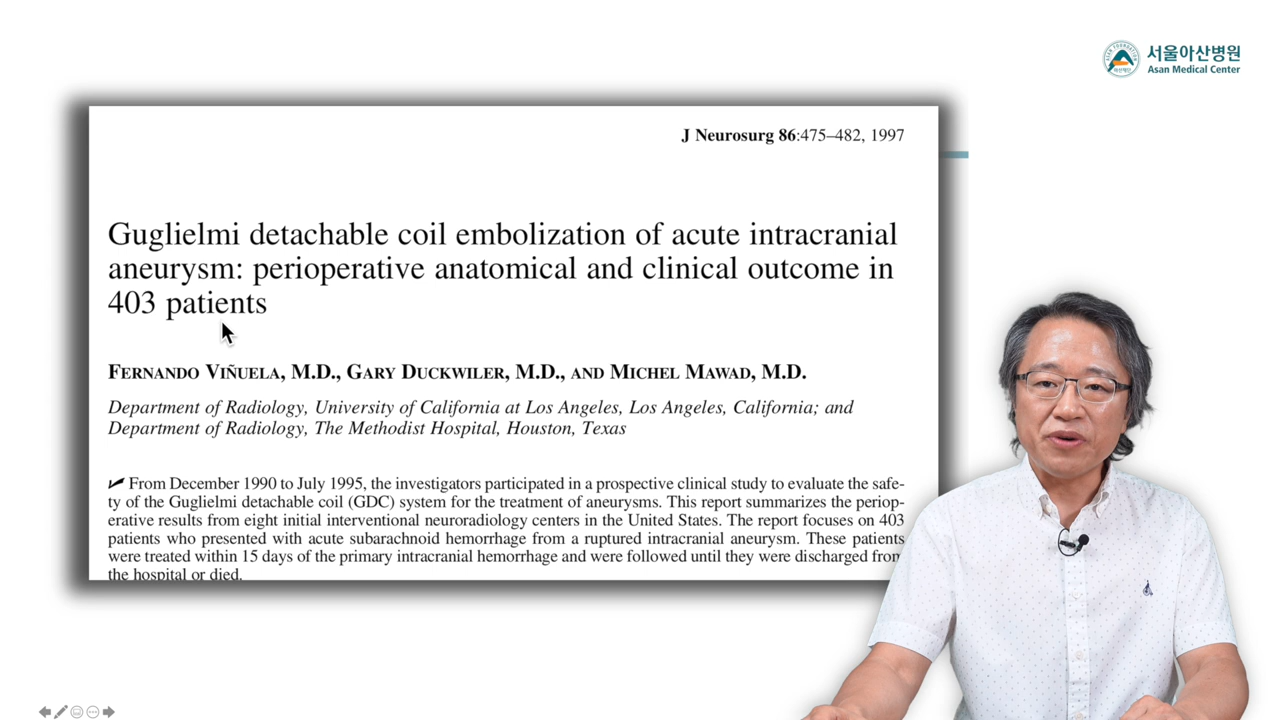 서울아산병원
Asan Medical Center
J Neurosurg 86:475–482, 1997
Guglielmi detachable coil embolization of acute intracranial
aneurysm: perioperative anatomical and clinical outcome in
403 patients
FERNANDO VIÑUELA, M.D., GARY DUCKWILER, M.D., AND MICHEL MAWAD, M.D.
Department of Radiology, University of California at Los Angeles, Los Angeles, California; and
Department of Radiology, The Methodist Hospital, Houston, Texas
From December 1990 to July 1995, the investigators participated in a prospective clinical study to evaluate the safe-
ty of the Guglielmi detachable coil (GDC) system for the treatment of aneurysms. This report summarizes the periop-
erative results from eight initial interventional neuroradiology centers in the United States. The report focuses on 403
patients who presented with acute subarachnoid hemorrhage from a ruptured intracranial aneurysm. These patients
were treated within 15 days of the primary intracranial hemorrhage and were followed until they were discharged from
the hospital or died.